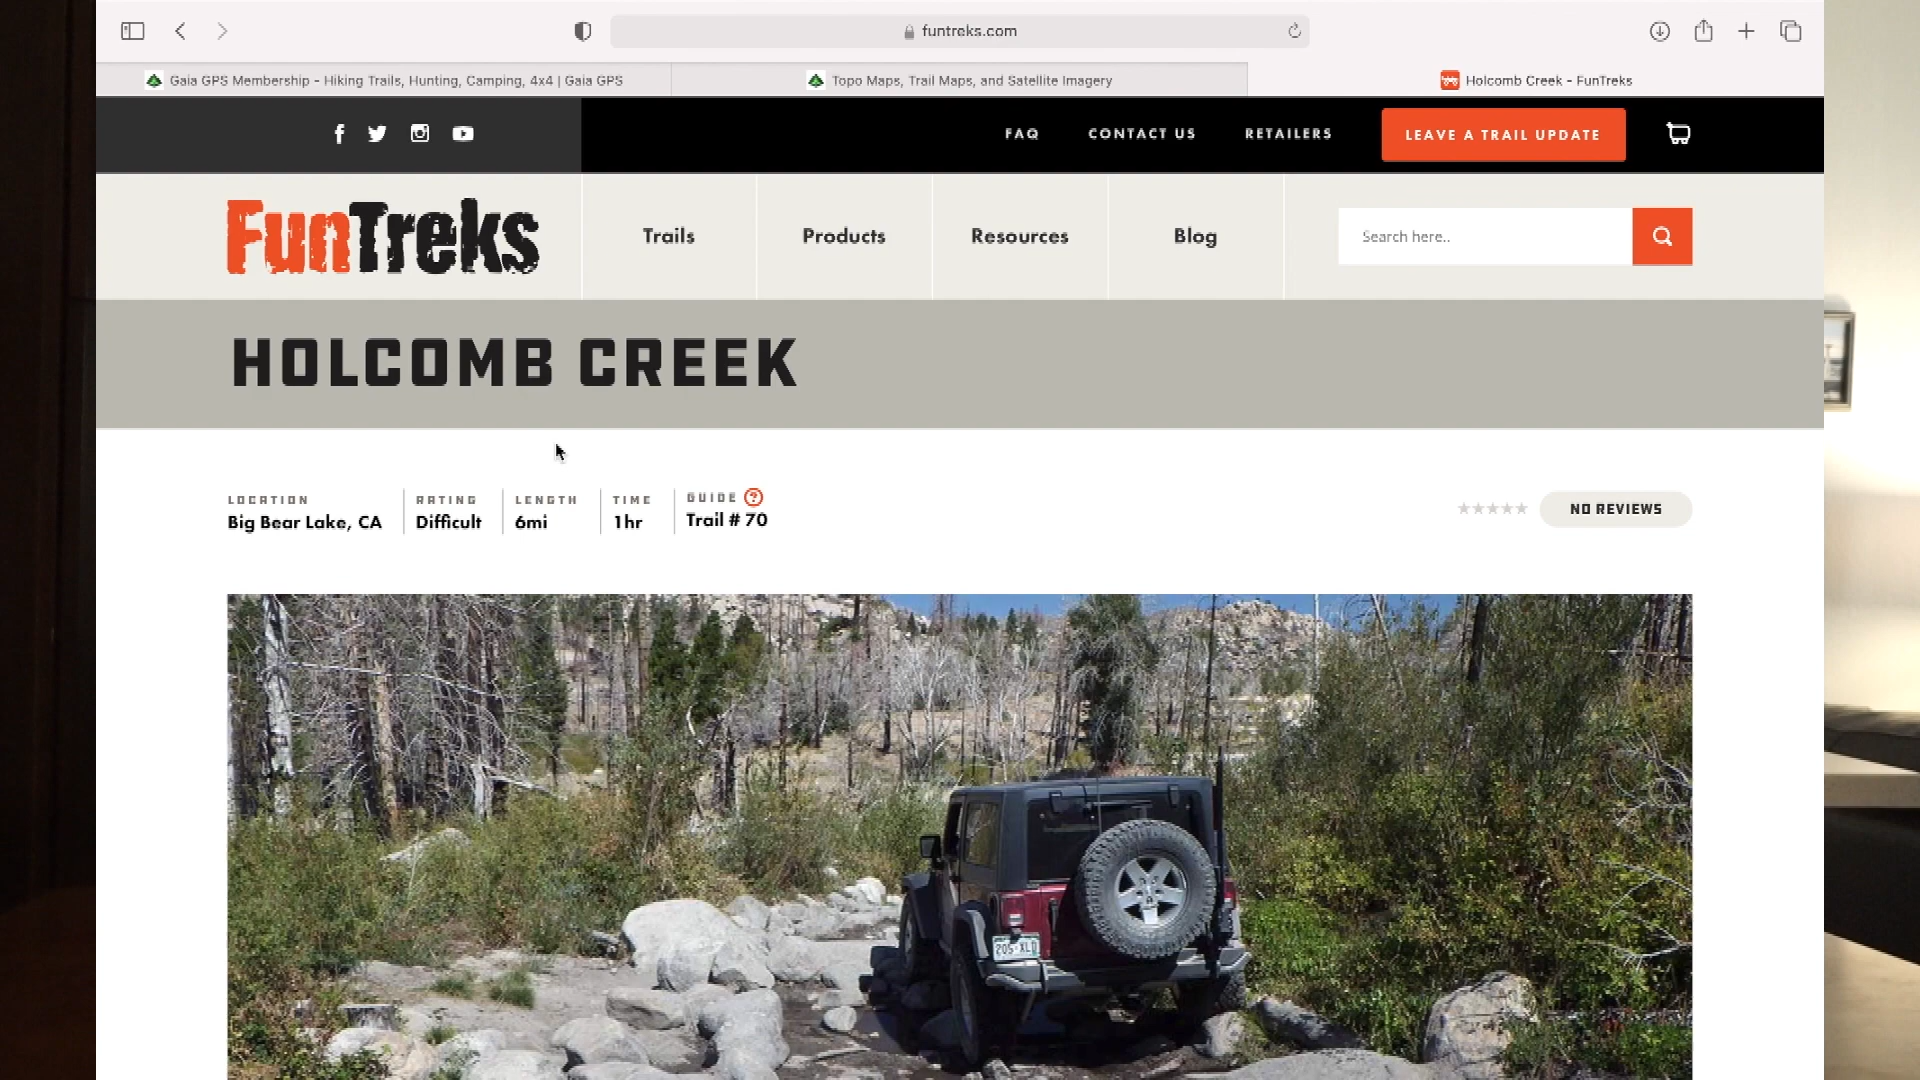 funtreks.com
Gaia GPS Membership - Hiking Trails, Hunting, Camping, 4x4 | Gaia GPS
Topo Maps, Trail Maps, and Satellite Imagery
Holcomb Creek - FunTreks
FAQ
CONTACT US
RETAILERS
LEAVE A TRAIL UPDATE
FunTreks
Trails
Products
Resources
Blog
Search here..
HOLCOMB CREEK
LOCATION
Big Bear Lake, CA
RATING
Difficult
LENGTH
6mi
TIME
1hr
GUIDE ?
Trail # 70
NO REVIEWS
205-XLD